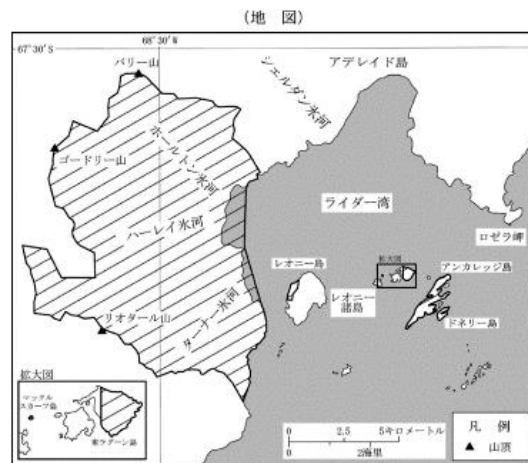 (地 図)
67°30′S
68°30′W
バリー山
シェルダン氷河
アデレイド島
ホールトン氷河
ゴードリー山
ハーレイ氷河
ライダー湾
ロゼラ岬
拡大図
アンカレッジ島
レオニー島
レオニー
諸島
ターナー氷河
リオタール山
ドネリー島
拡大図
マックル
スカーフ島
東ラグーン島
0 2.5 5キロメートル
0 2海里
凡 例
▲ 山頂